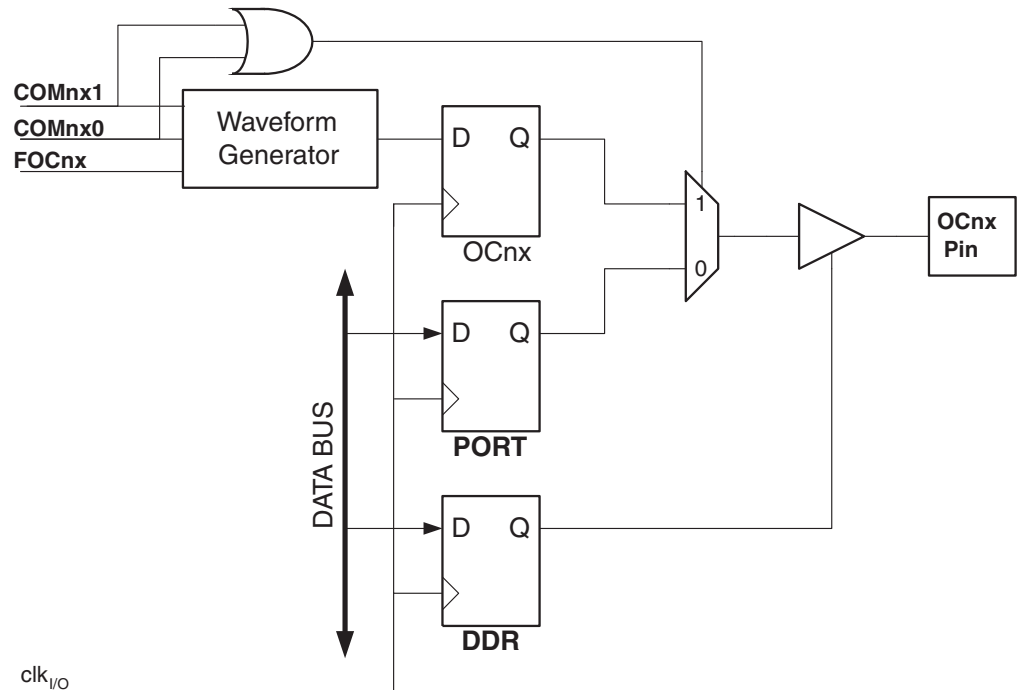 COMnx1
COMnx0
FOCnx
Waveform
Generator
D Q
OCnx
1
0
OCnx
Pin
D Q
PORT
DATA BUS
D Q
DDR
clkI/O